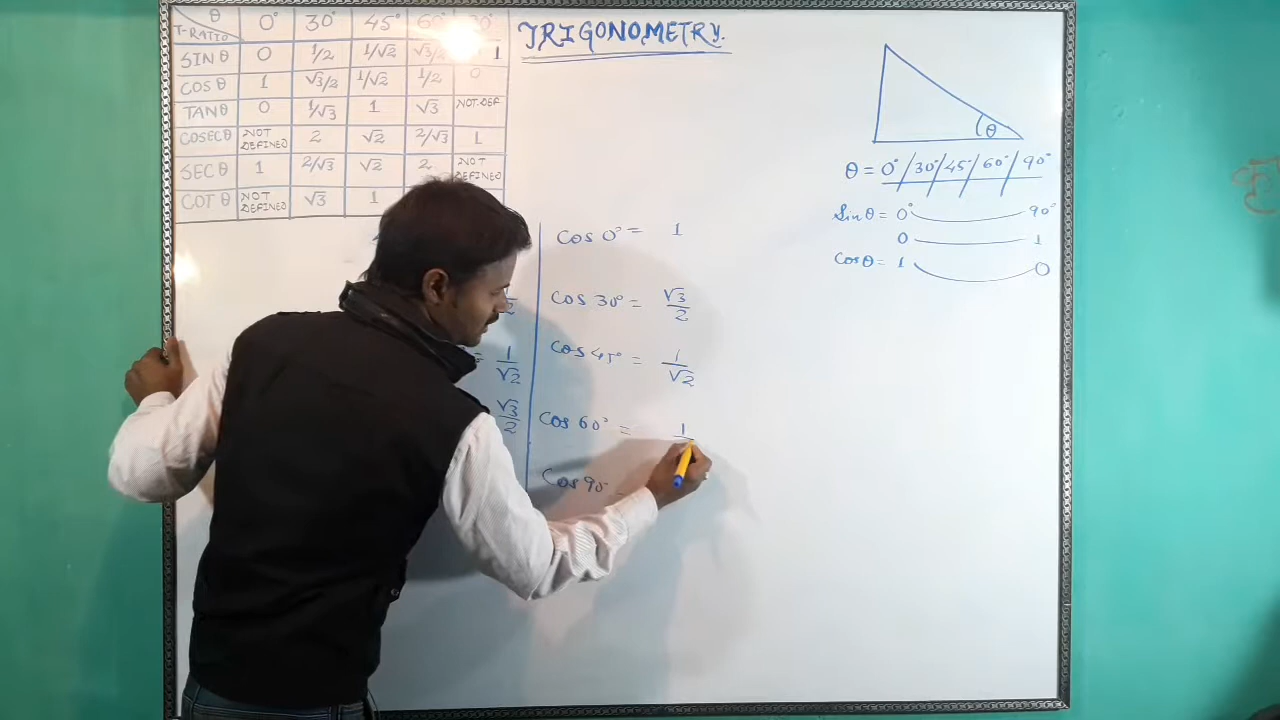 TRIGONOMETRY.
θ 0° 30° 45° 60° 90°
T-RATIO
SIN θ 0 1/2 1/√2 √3/2 1
COS θ 1 √3/2 1/√2 1/2 0
TAN θ 0 1/√3 1 √3 NOT.DEF
COSEC θ NOT DEFINED 2 √2 2/√3 1
SEC θ 1 2/√3 √2 2 NOT DEFINED
COT θ NOT DEFINED √3 1
1/√2
√3/2
Cos 0° = 1
Cos 30° = √3/2
Cos 45° = 1/√2
Cos 60° = 1
Cos 90°
θ
θ = 0° / 30° / 45° / 60° / 90°
Sin θ = 0° 90°
0 1
Cos θ = 1 0